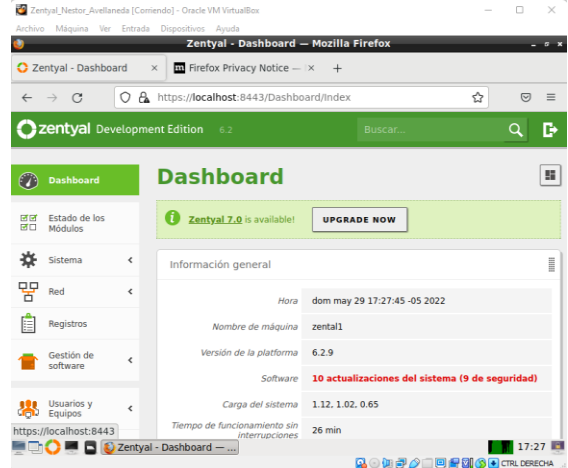 Zentyal_Nestor_Avellaneda [Corriendo] - Oracle VM VirtualBox
Archivo Máquina Ver Entrada Dispositivos Ayuda
Zentyal - Dashboard — Mozilla Firefox
Zentyal - Dashboard × m Firefox Privacy Notice — × +
https://localhost:8443/Dashboard/Index
zentyal Development Edition 6.2 Buscar...
Dashboard
Estado de los Módulos
Sistema
Red
Registros
Gestión de software
Usuarios y Equipos
Dashboard
Zentyal 7.0 is available! UPGRADE NOW
Información general
Hora dom may 29 17:27:45 -05 2022
Nombre de máquina zental1
Versión de la plataforma 6.2.9
Software 10 actualizaciones del sistema (9 de seguridad)
Carga del sistema 1.12, 1.02, 0.65
Tiempo de funcionamiento sin interrupciones 26 min
https://localhost:8443
Zentyal - Dashboard — ... 17:27
CTRL DERECHA